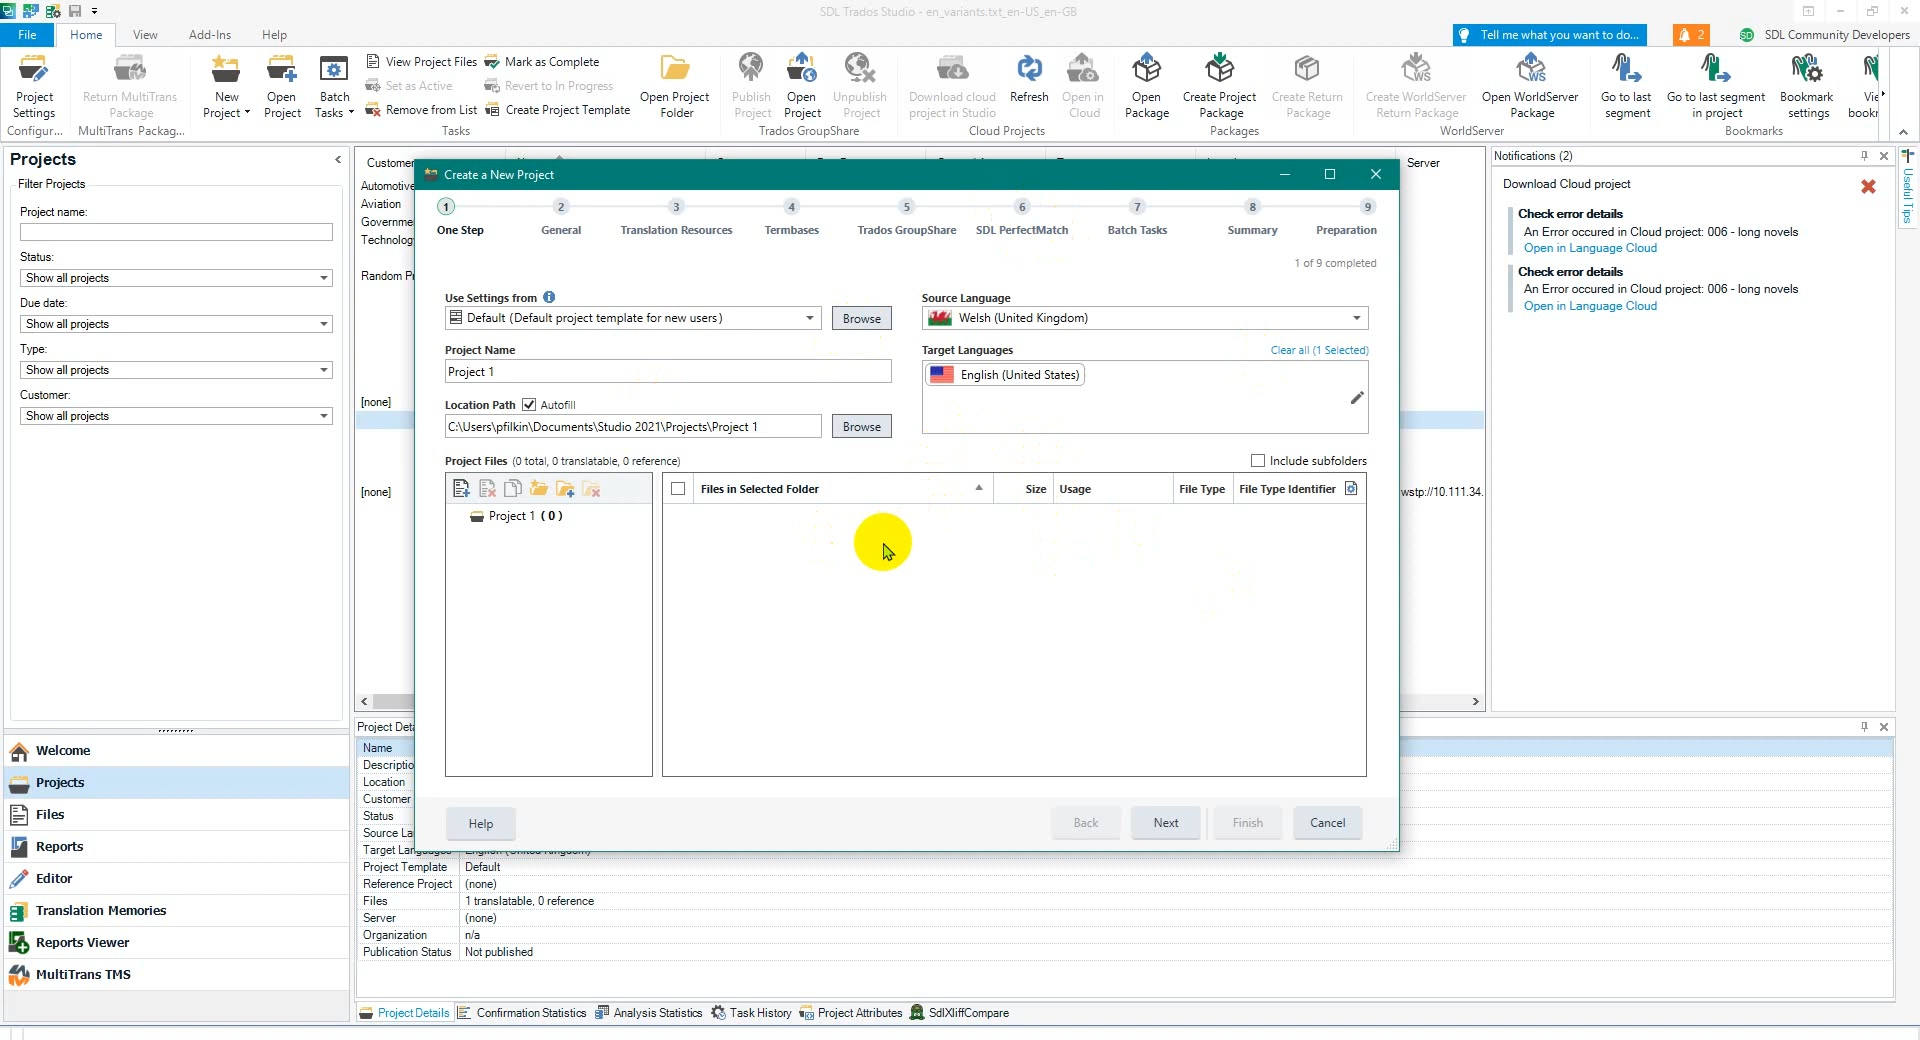 SDL Trados Studio - en_variants.txt_en-US_en-GB
File
Home
View
Add-Ins
Help
Tell me what you want to do...
2
SDL Community Developers
Project Settings
Configur...
Return MultiTrans Package
MultiTrans Packag...
New Project
Open Project
Batch Tasks
View Project Files
Set as Active
Remove from List
Mark as Complete
Revert to In Progress
Create Project Template
Open Project Folder
Tasks
Publish Project
Open Project
Unpublish Project
Trados GroupShare
Download cloud project in Studio
Refresh
Open in Cloud
Cloud Projects
Open Package
Create Project Package
Create Return Package
Packages
Create WorldServer Return Package
Open WorldServer Package
WorldServer
Go to last segment
Go to last segment in project
Bookmark settings
Bookmarks
Projects
Filter Projects
Project name:
Status:
Show all projects
Due date:
Show all projects
Type:
Show all projects
Customer:
Show all projects
Welcome
Projects
Files
Reports
Editor
Translation Memories
Reports Viewer
MultiTrans TMS
Customer
Automotive
Aviation
Random P
[none]
[none]
Server
wstp://10.111.34.
Create a New Project
1
2
3
4
5
6
7
8
9
One Step
General
Translation Resources
Termbases
Trados GroupShare
SDL PerfectMatch
Batch Tasks
Summary
Preparation
1 of 9 completed
Use Settings from
Default (Default project template for new users)
Browse
Source Language
Welsh (United Kingdom)
Project Name
Project 1
Target Languages
Clear all (1 Selected)
English (United States)
Location Path
Autofill
C:\Users\pfilkin\Documents\Studio 2021\Projects\Project 1
Browse
Project Files (0 total, 0 translatable, 0 reference)
Include subfolders
Project 1 (0)
Files in Selected Folder
Size
Usage
File Type
File Type Identifier
Help
Back
Next
Finish
Cancel
Notifications (2)
Download Cloud project
Check error details
An Error occured in Cloud project: 006 - long novels
Open in Language Cloud
Check error details
An Error occured in Cloud project: 006 - long novels
Open in Language Cloud
Useful Tips
Project Deta
Name
Descriptio
Location
Customer
Status
Source La
Project Template Default
Reference Project (none)
Files 1 translatable, 0 reference
Server (none)
Organization n/a
Publication Status Not published
Project Details
Confirmation Statistics
Analysis Statistics
Task History
Project Attributes
SdlXliffCompare